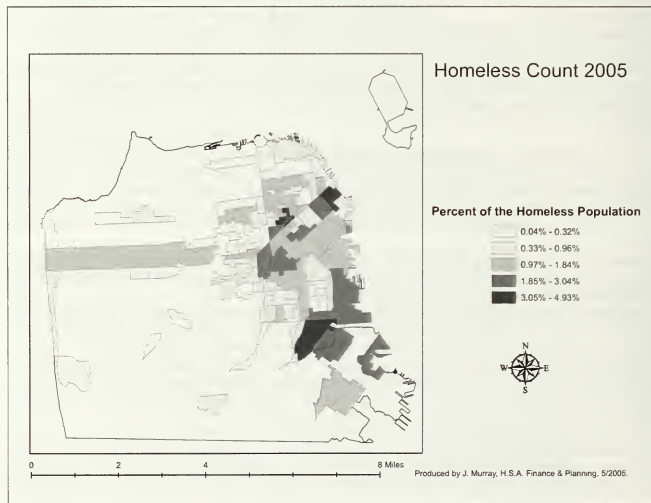 Homeless Count 2005
Percent of the Homeless Population
0.04% - 0.32%
0.33% - 0.96%
0.97% - 1.84%
1.85% - 3.04%
3.05% - 4.93%
N
W E
S
0 2 4 8 Miles
Produced by J. Murray, H.S.A. Finance & Planning, 5/2005.